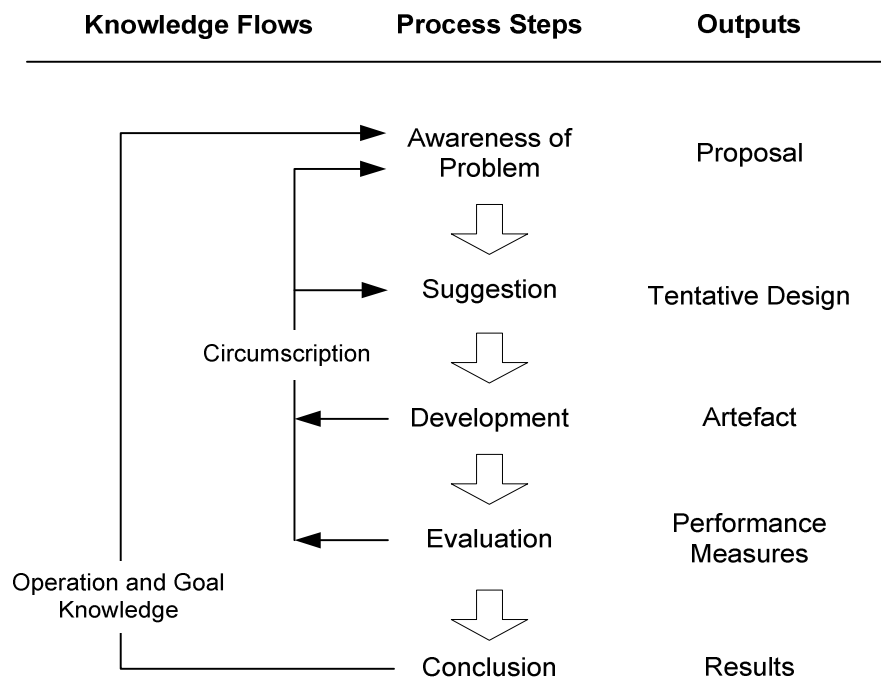 Knowledge Flows Process Steps Outputs
Awareness of
Problem
Proposal
Suggestion
Tentative Design
Circumscription
Development
Artefact
Evaluation
Performance
Measures
Operation and Goal
Knowledge
Conclusion
Results